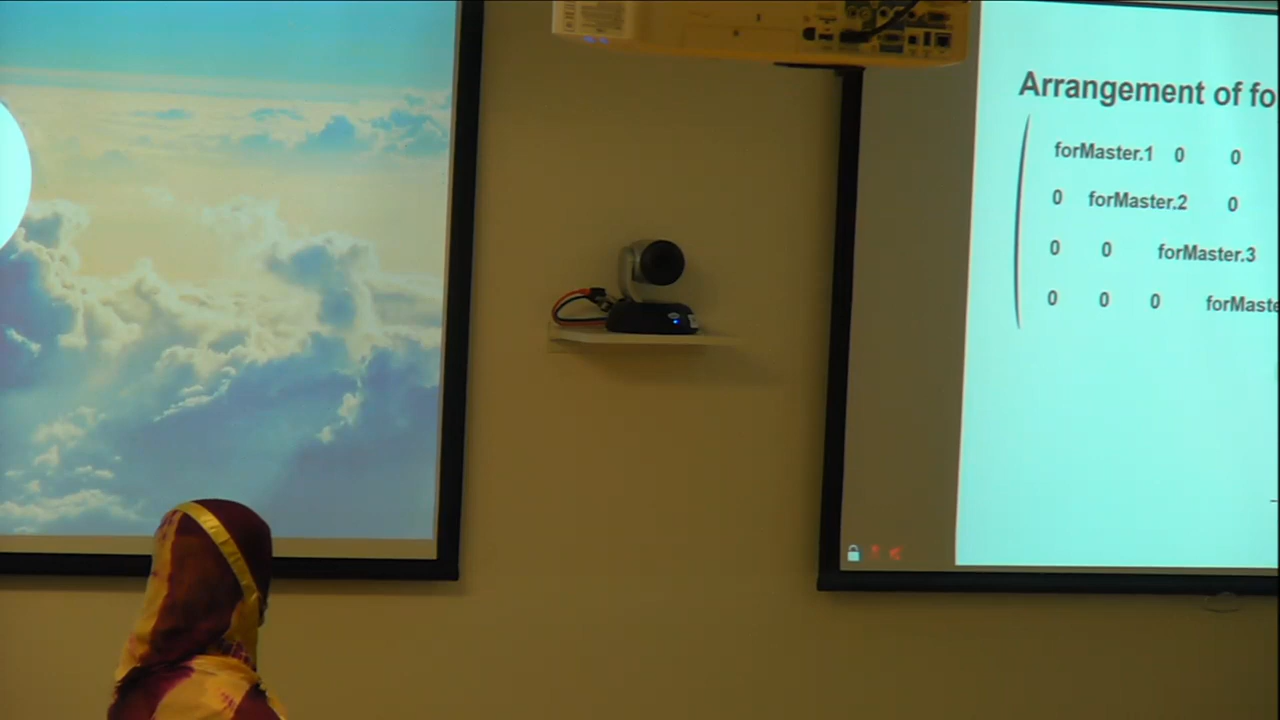 Arrangement of fo
forMaster.1 0 0
0 forMaster.2 0
0 0 forMaster.3
0 0 0 forMaste